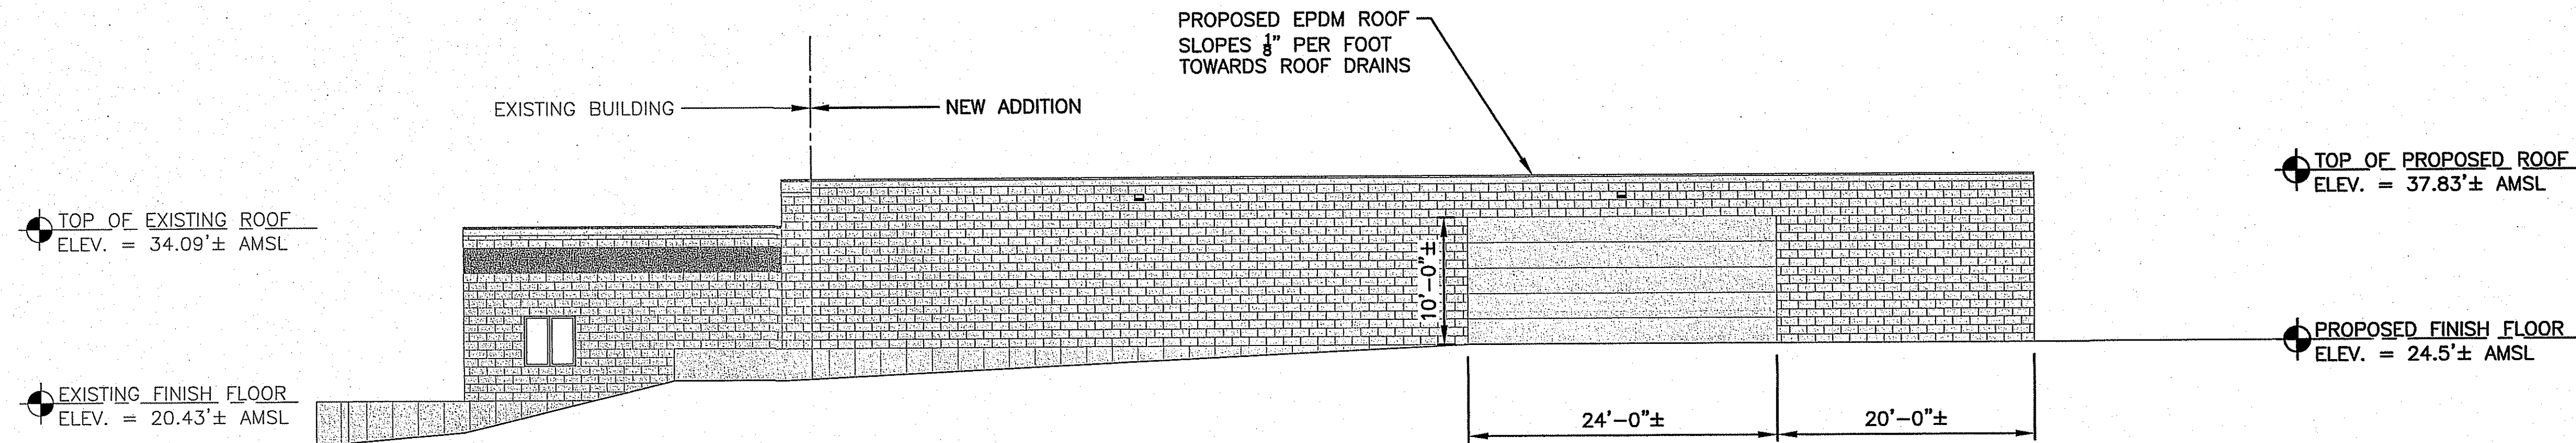 PROPOSED EPDM ROOF
SLOPES 1/8" PER FOOT
TOWARDS ROOF DRAINS
EXISTING BUILDING
NEW ADDITION
TOP OF PROPOSED ROOF
ELEV. = 37.83'± AMSL
TOP OF EXISTING ROOF
ELEV. = 34.09'± AMSL
10'-0"±
PROPOSED FINISH FLOOR
ELEV. = 24.5'± AMSL
EXISTING FINISH FLOOR
ELEV. = 20.43'± AMSL
24'-0"±
20'-0"±